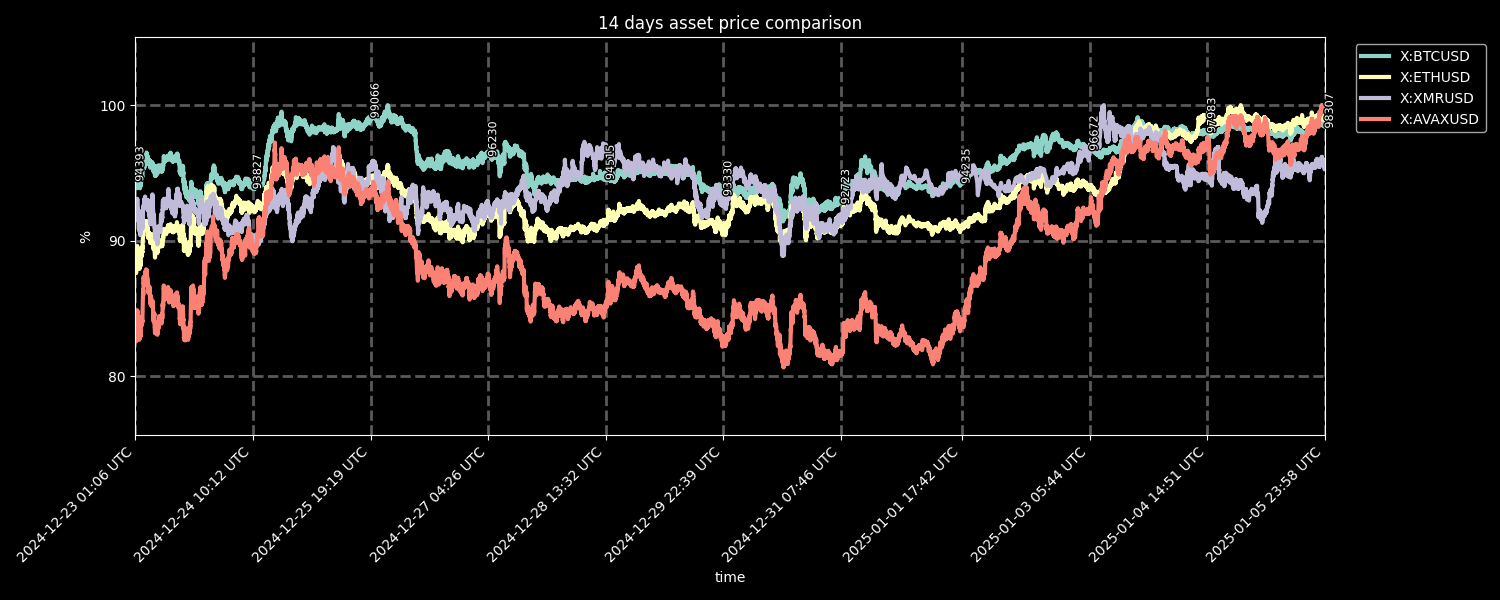 14 days asset price comparison
X:BTCUSD
X:ETHUSD
X:XMRUSD
X:AVAXUSD
100
90
80
%
94393
93827
99066
96230
94515
93330
92723
94235
96672
97983
98307
2024-12-23 01:06 UTC
2024-12-24 10:12 UTC
2024-12-25 19:19 UTC
2024-12-27 04:26 UTC
2024-12-28 13:32 UTC
2024-12-29 22:39 UTC
2024-12-31 07:46 UTC
2025-01-01 17:42 UTC
2025-01-03 05:44 UTC
2025-01-04 14:51 UTC
2025-01-05 23:58 UTC
time